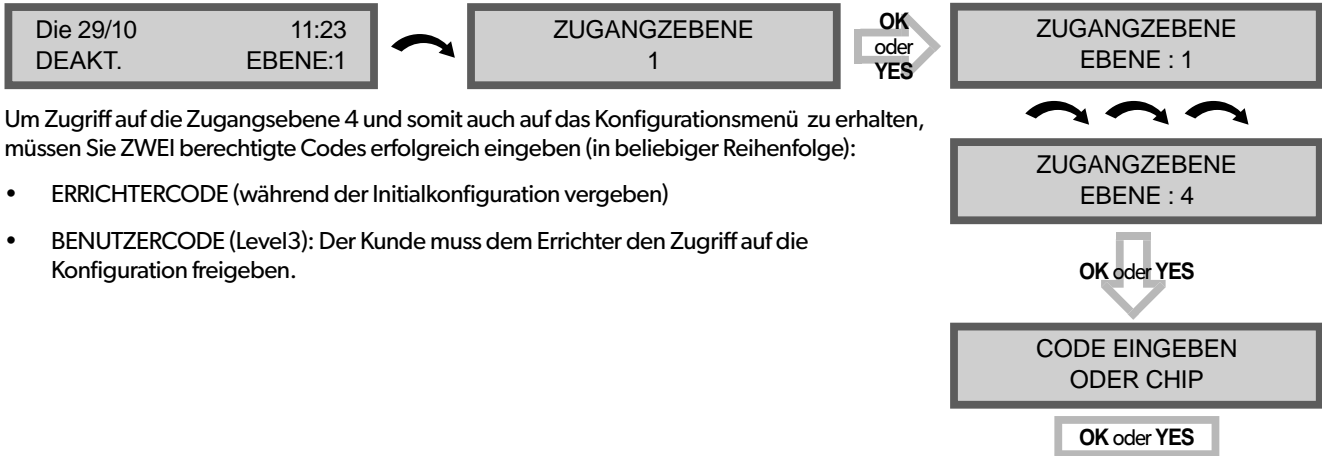 Die 29/10 11:23
DEAKT. EBENE:1
ZUGANGZEBENE
1
OK
oder
YES
ZUGANGZEBENE
EBENE : 1
Um Zugriff auf die Zugangsebene 4 und somit auch auf das Konfigurationsmenü zu erhalten,
müssen Sie ZWEI berechtigte Codes erfolgreich eingeben (in beliebiger Reihenfolge):
• ERRICHTERCODE (während der Initialkonfiguration vergeben)
• BENUTZERCODE (Level3): Der Kunde muss dem Errichter den Zugriff auf die
Konfiguration freigeben.
ZUGANGZEBENE
EBENE : 4
OK oder YES
CODE EINGEBEN
ODER CHIP
OK oder YES